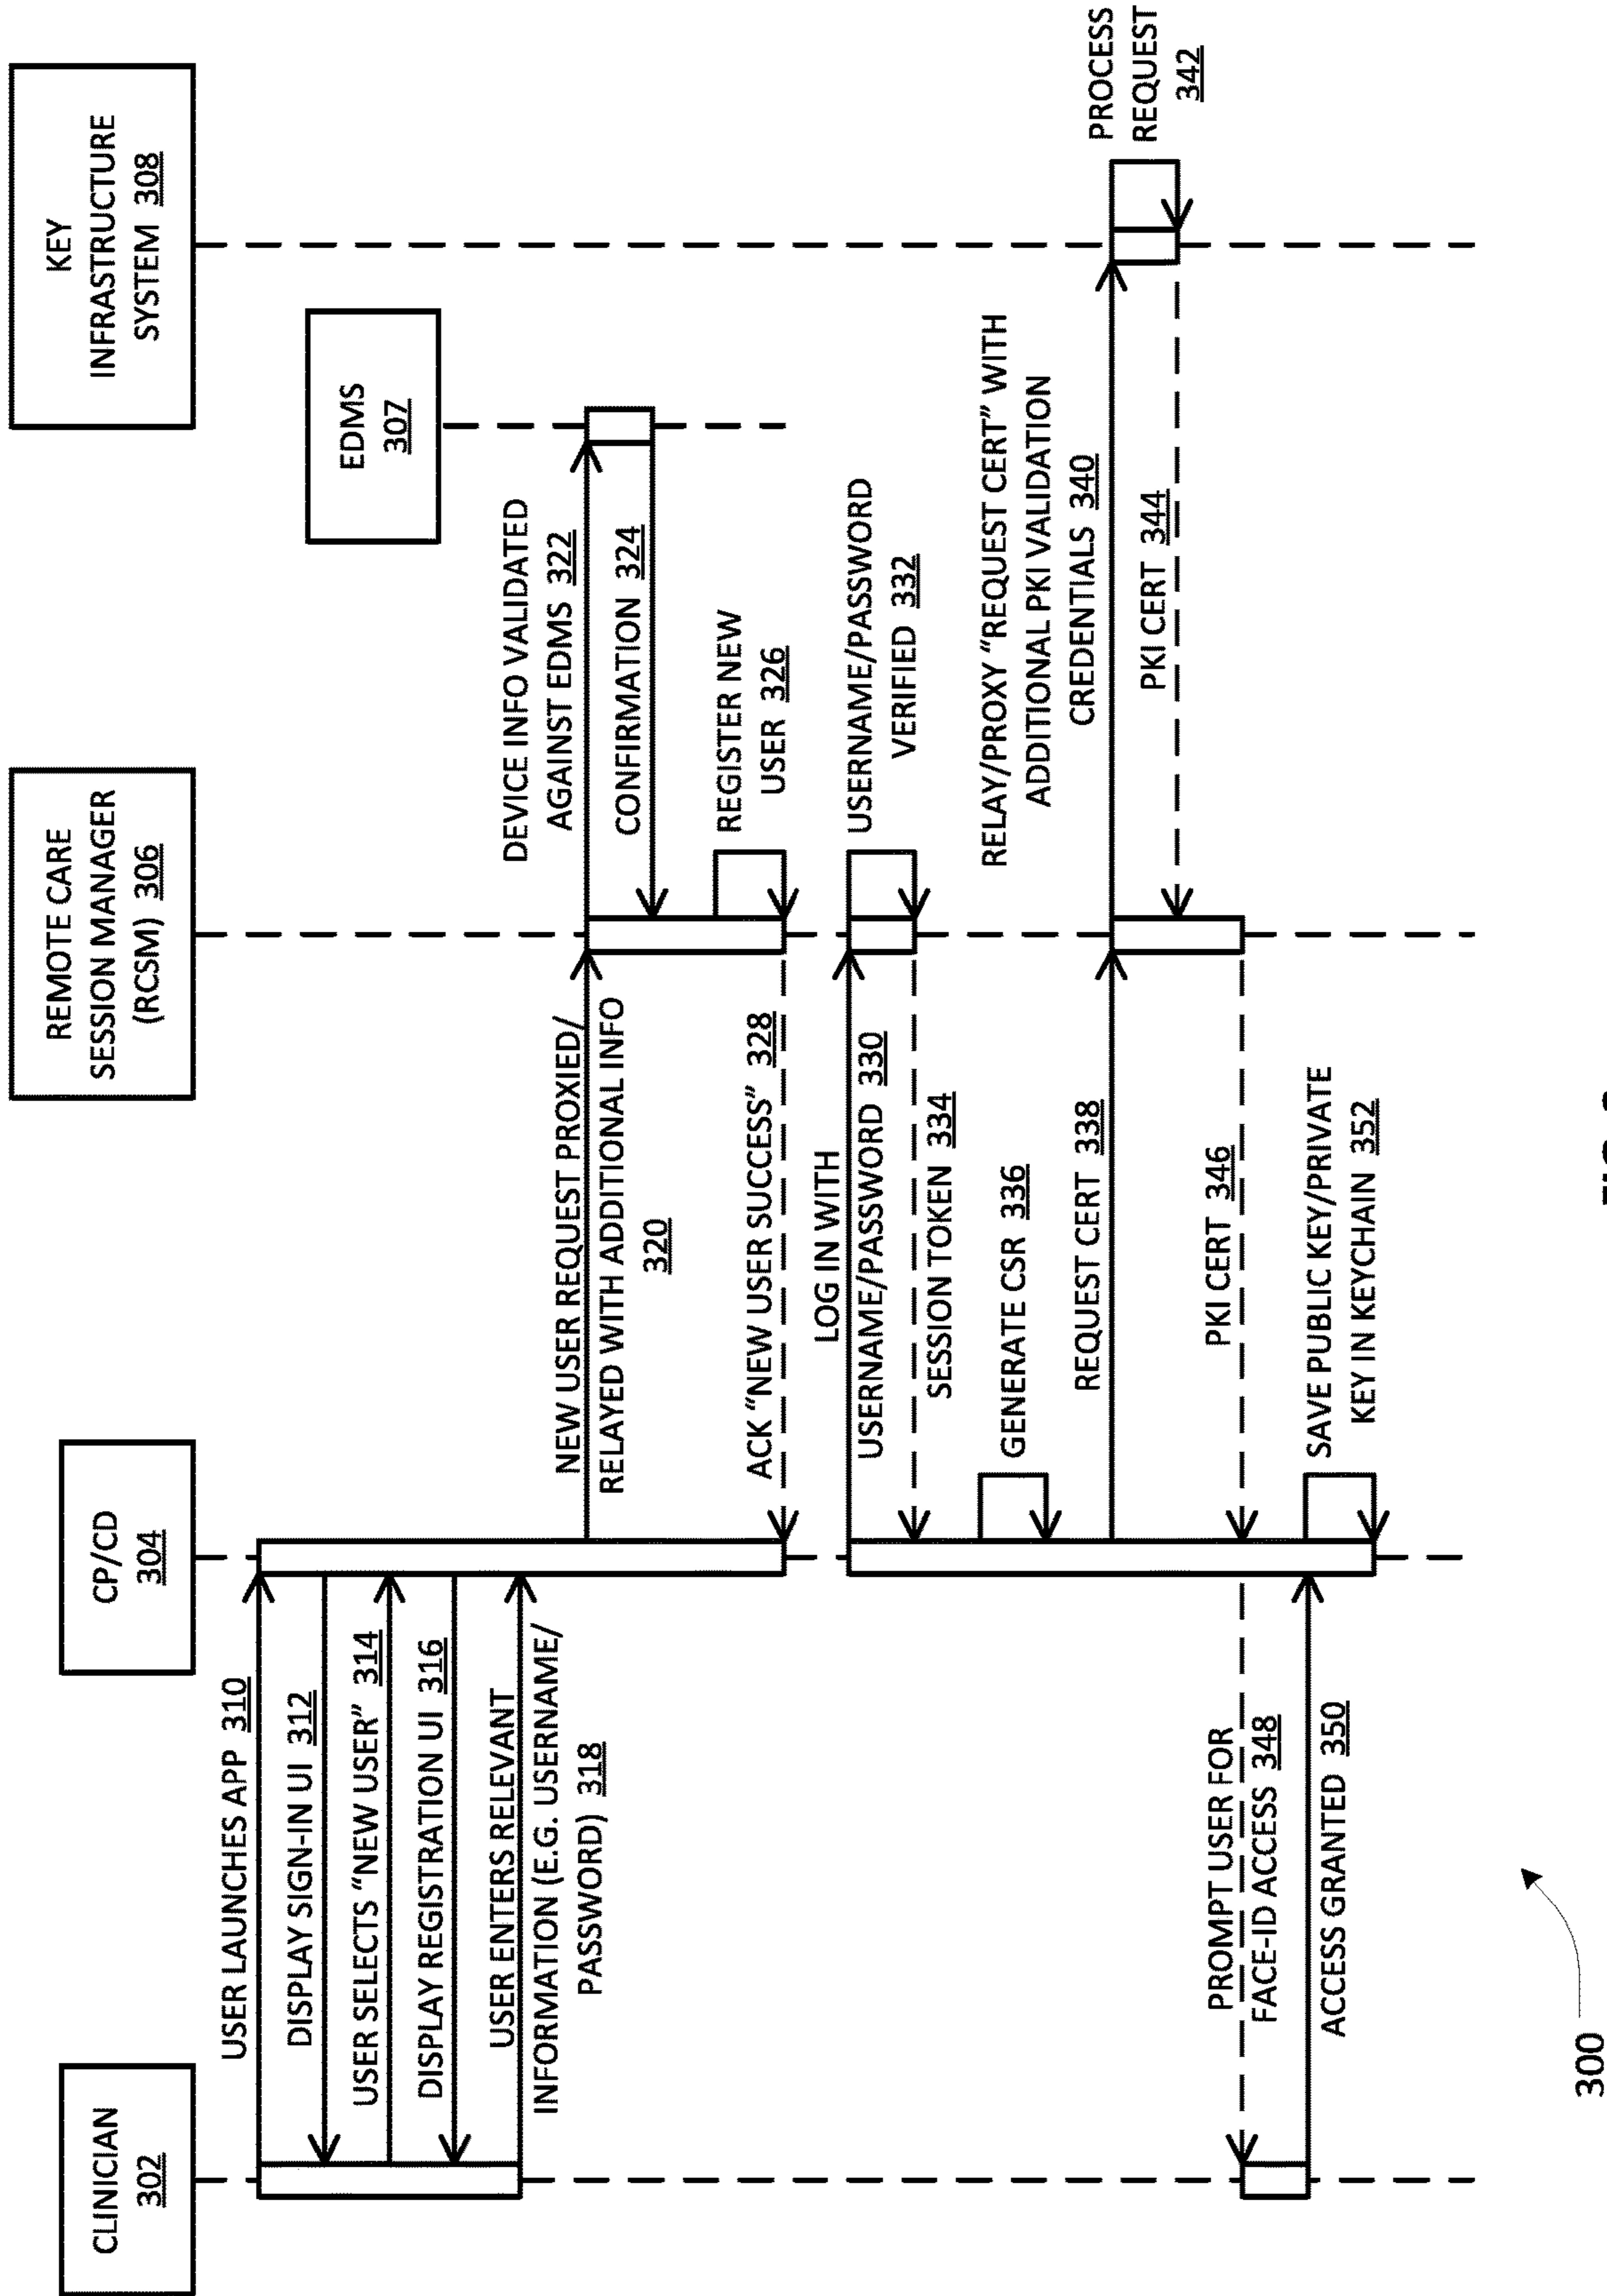 CLINICIAN
302
CP/CD
304
REMOTE CARE
SESSION MANAGER
(RCSM) 306
EDMS
307
KEY
INFRASTRUCTURE
SYSTEM 308
USER LAUNCHES APP 310
DISPLAY SIGN-IN UI 312
USER SELECTS “NEW USER” 314
DISPLAY REGISTRATION UI 316
USER ENTERS RELEVANT
INFORMATION (E.G. USERNAME/
PASSWORD) 318
NEW USER REQUEST PROXIED/
RELAYED WITH ADDITIONAL INFO
320
DEVICE INFO VALIDATED
AGAINST EDMS 322
CONFIRMATION 324
REGISTER NEW
USER 326
ACK “NEW USER SUCCESS” 328
LOG IN WITH
USERNAME/PASSWORD 330
USERNAME/PASSWORD
VERIFIED 332
SESSION TOKEN 334
GENERATE CSR 336
REQUEST CERT 338
RELAY/PROXY “REQUEST CERT” WITH
ADDITIONAL PKI VALIDATION
CREDENTIALS 340
PROCESS
REQUEST
342
PKI CERT 344
PKI CERT 346
PROMPT USER FOR
FACE-ID ACCESS 348
ACCESS GRANTED 350
SAVE PUBLIC KEY/PRIVATE
KEY IN KEYCHAIN 352
300